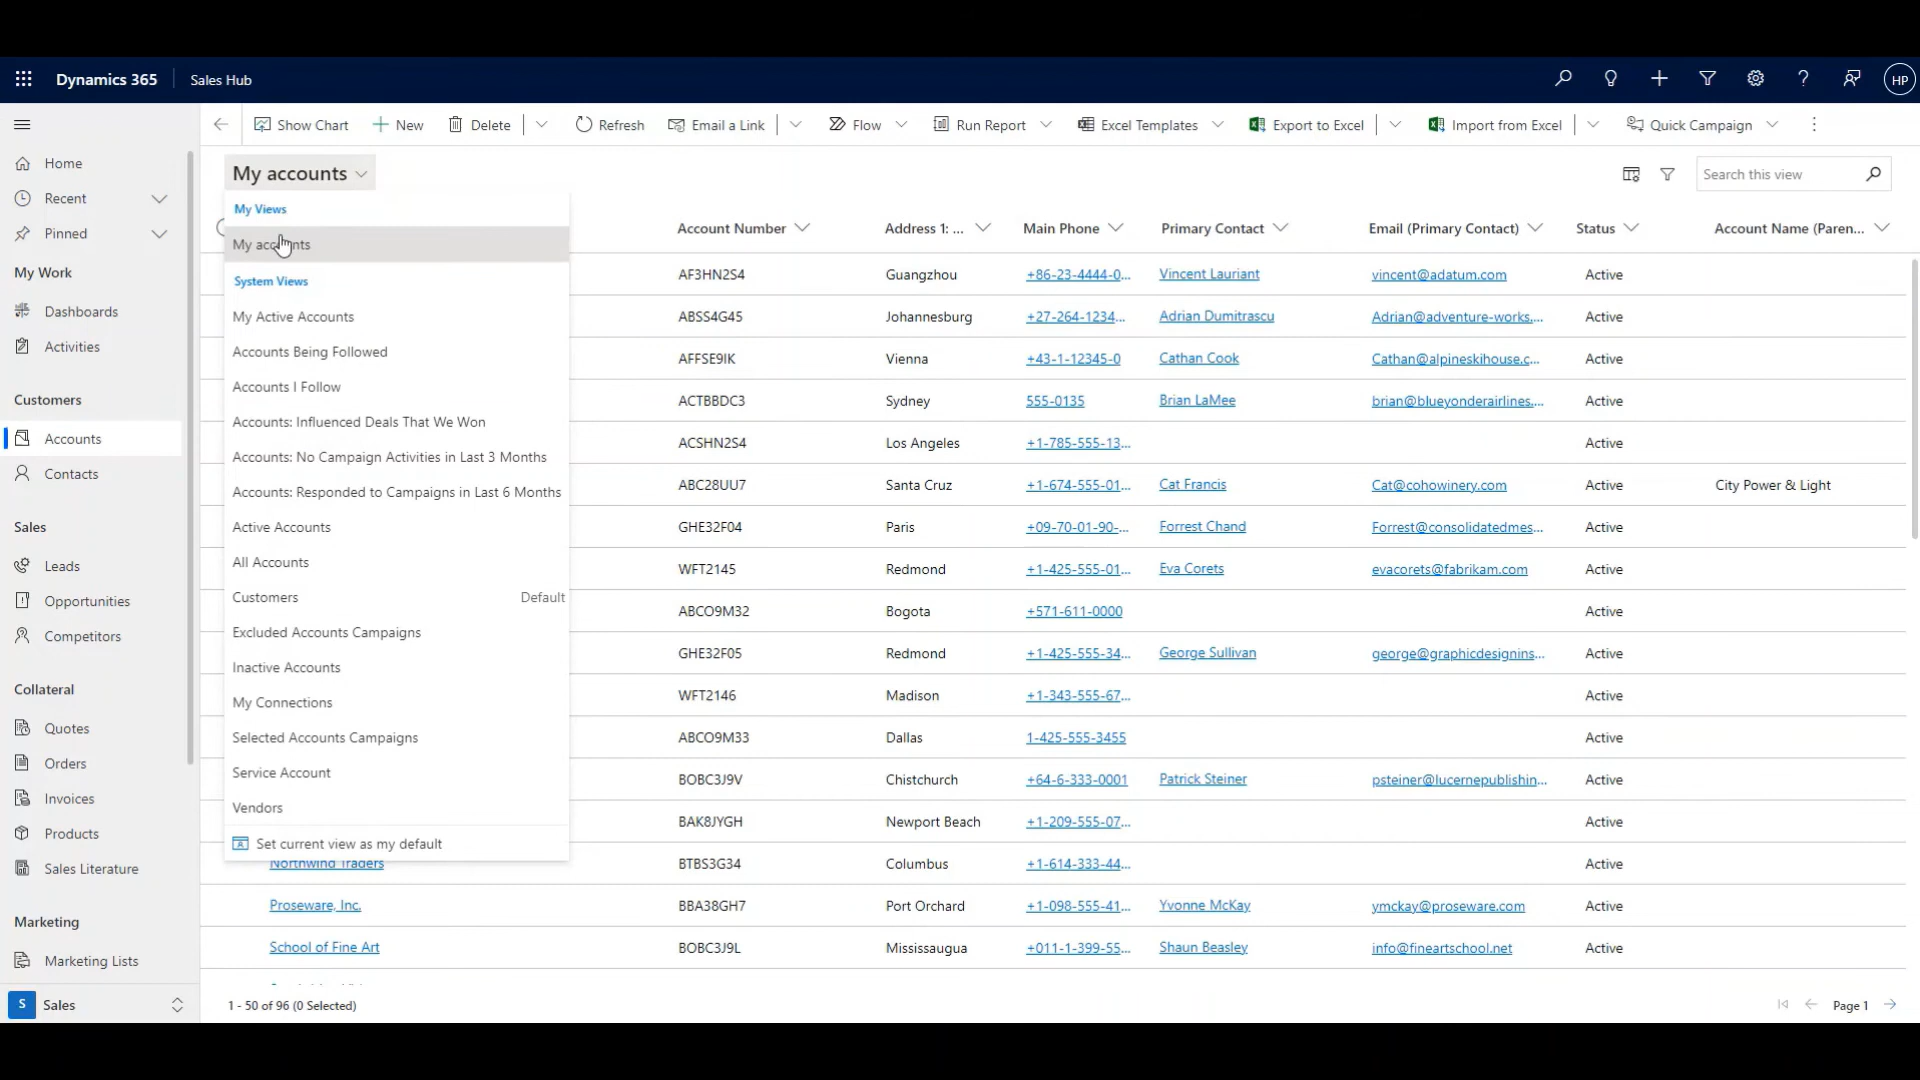 Dynamics 365 Sales Hub HP
Show Chart New Delete Refresh Email a Link Flow Run Report Excel Templates Export to Excel Import from Excel Quick Campaign
Home
Recent
Pinned
My Work
Dashboards
Activities
Customers
Accounts
Contacts
Sales
Leads
Opportunities
Competitors
Collateral
Quotes
Orders
Invoices
Products
Sales Literature
Marketing
Marketing Lists
S Sales
My accounts
Search this view
My Views
My accounts
System Views
My Active Accounts
Accounts Being Followed
Accounts I Follow
Accounts: Influenced Deals That We Won
Accounts: No Campaign Activities in Last 3 Months
Accounts: Responded to Campaigns in Last 6 Months
Active Accounts
All Accounts
Customers Default
Excluded Accounts Campaigns
Inactive Accounts
My Connections
Selected Accounts Campaigns
Service Account
Vendors
Set current view as my default
Account Number Address 1: ... Main Phone Primary Contact Email (Primary Contact) Status Account Name (Paren...
AF3HN2S4 Guangzhou +86-23-4444-0... Vincent Lauriant vincent@adatum.com Active
ABSS4G45 Johannesburg +27-264-1234... Adrian Dumitrascu Adrian@adventure-works.... Active
AFFSE9IK Vienna +43-1-12345-0 Cathan Cook Cathan@alpineskihouse.c... Active
ACTBBDC3 Sydney 555-0135 Brian LaMee brian@blueyonderairlines.... Active
ACSHN2S4 Los Angeles +1-785-555-13... Active
ABC28UU7 Santa Cruz +1-674-555-01... Cat Francis Cat@cohowinery.com Active City Power & Light
GHE32F04 Paris +09-70-01-90-... Forrest Chand Forrest@consolidatedmes... Active
WFT2145 Redmond +1-425-555-01... Eva Corets evacorets@fabrikam.com Active
ABCO9M32 Bogota +571-611-0000 Active
GHE32F05 Redmond +1-425-555-34... George Sullivan george@graphicdesignins... Active
WFT2146 Madison +1-343-555-67... Active
ABCO9M33 Dallas 1-425-555-3455 Active
BOBC3J9V Chistchurch +64-6-333-0001 Patrick Steiner psteiner@lucernepublishin... Active
BAK8JYGH Newport Beach +1-209-555-07... Active
Northwind Traders BTBS3G34 Columbus +1-614-333-44... Active
Proseware, Inc. BBA38GH7 Port Orchard +1-098-555-41... Yvonne McKay ymckay@proseware.com Active
School of Fine Art BOBC3J9L Mississaugua +011-1-399-55... Shaun Beasley info@fineartschool.net Active
1 - 50 of 96 (0 Selected) Page 1